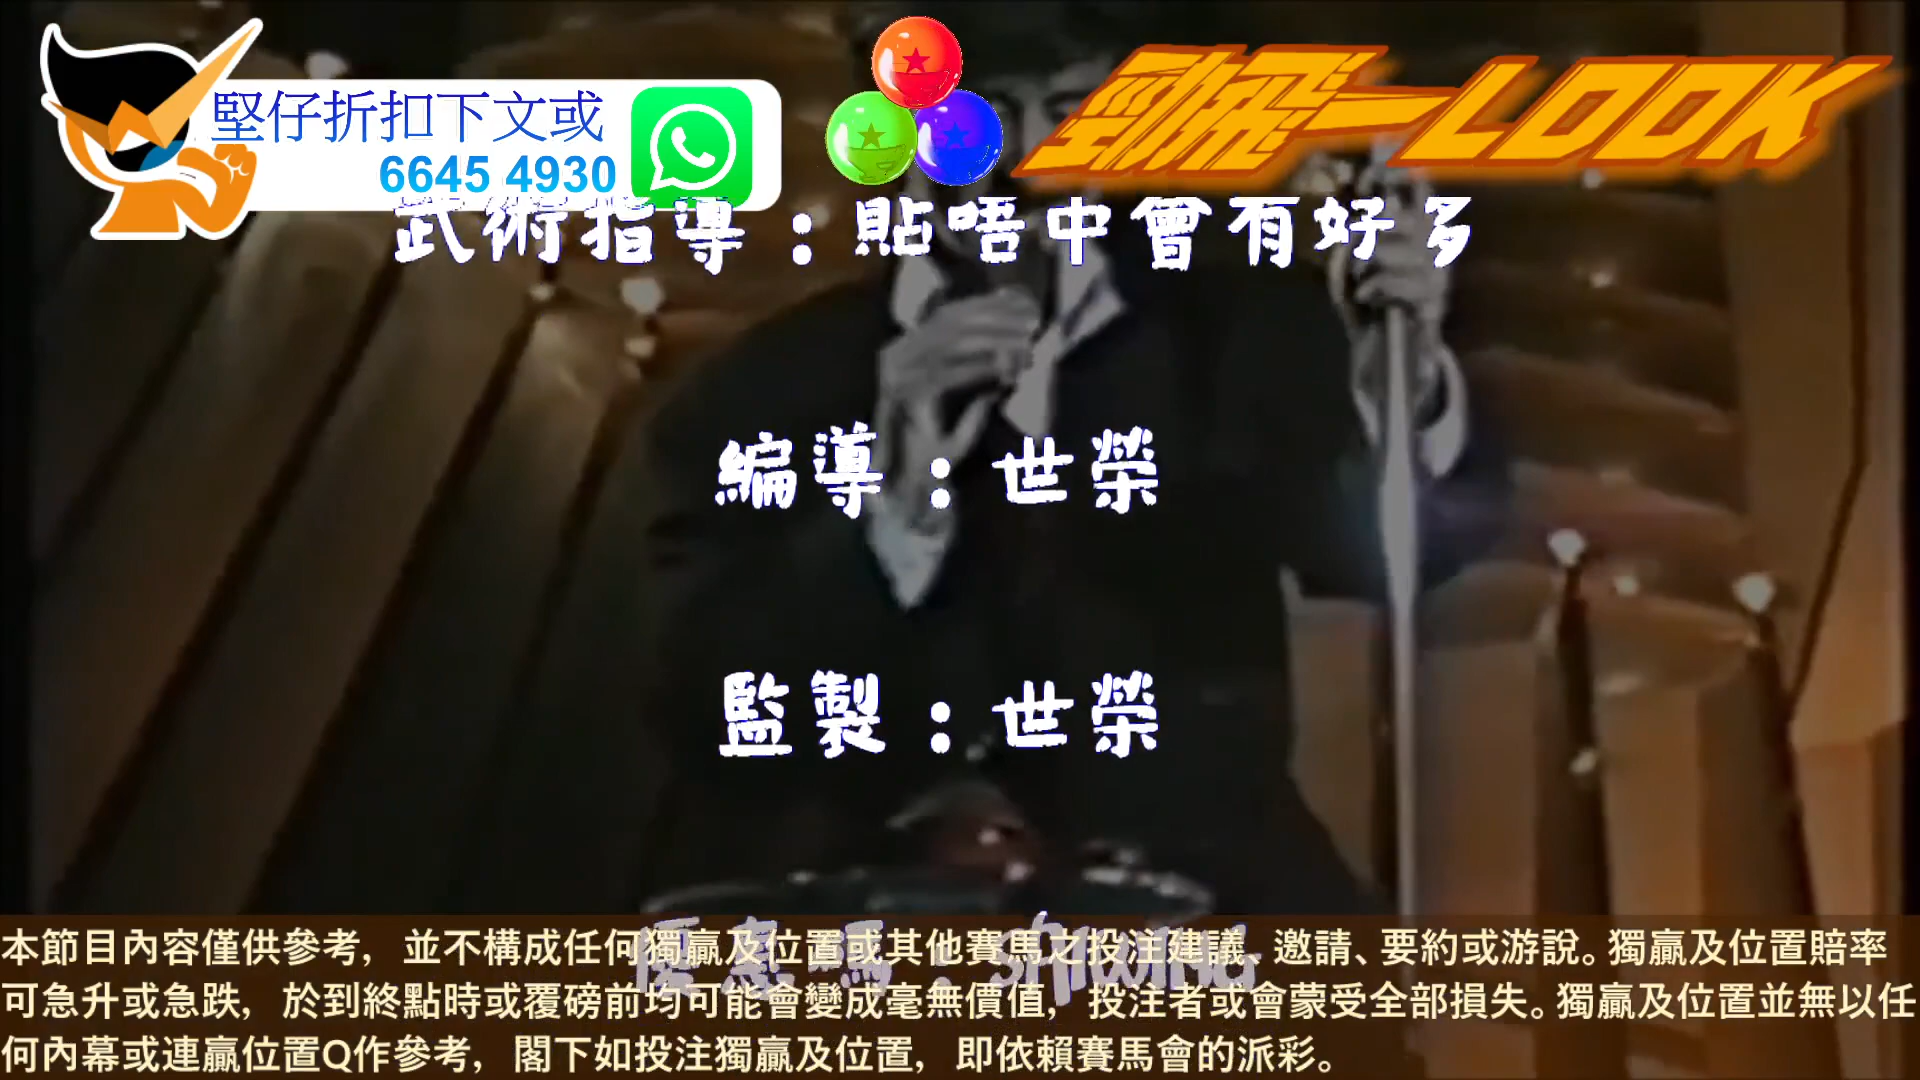 堅仔折扣下文或
6645 4930
勁飛一LOOK
武術指導：貼唔中會有好多
編導：世榮
監製：世榮
優惠碼：SHIWING
本節目內容僅供參考，並不構成任何獨贏及位置或其他賽馬之投注建議、邀請、要約或游說。獨贏及位置賠率
可急升或急跌，於到終點時或覆磅前均可能會變成毫無價值，投注者或會蒙受全部損失。獨贏及位置並無以任
何內幕或連贏位置Q作參考，閣下如投注獨贏及位置，即依賴賽馬會的派彩。